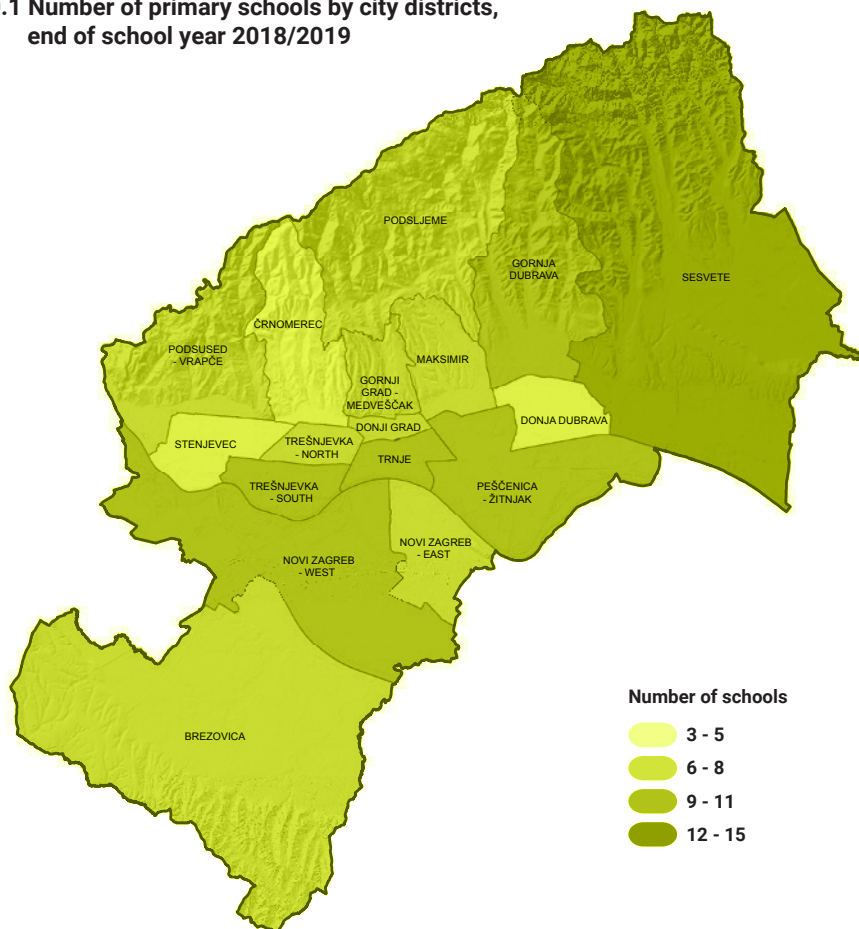 .1 Number of primary schools by city districts,
end of school year 2018/2019
PODSLJEME
GORNJA
DUBRAVA
SESVETE
ČRNOMEREC
PODSUSED
- VRAPČE
MAKSIMIR
GORNJI
GRAD -
MEDVEŠČAK
DONJI GRAD
DONJA DUBRAVA
STENJEVEC
TREŠNJEVKA
- NORTH
TRNJE
TREŠNJEVKA
- SOUTH
PEŠČENICA
- ŽITNJAK
NOVI ZAGREB
- EAST
NOVI ZAGREB
- WEST
BREZOVICA
Number of schools
3 - 5
6 - 8
9 - 11
12 - 15